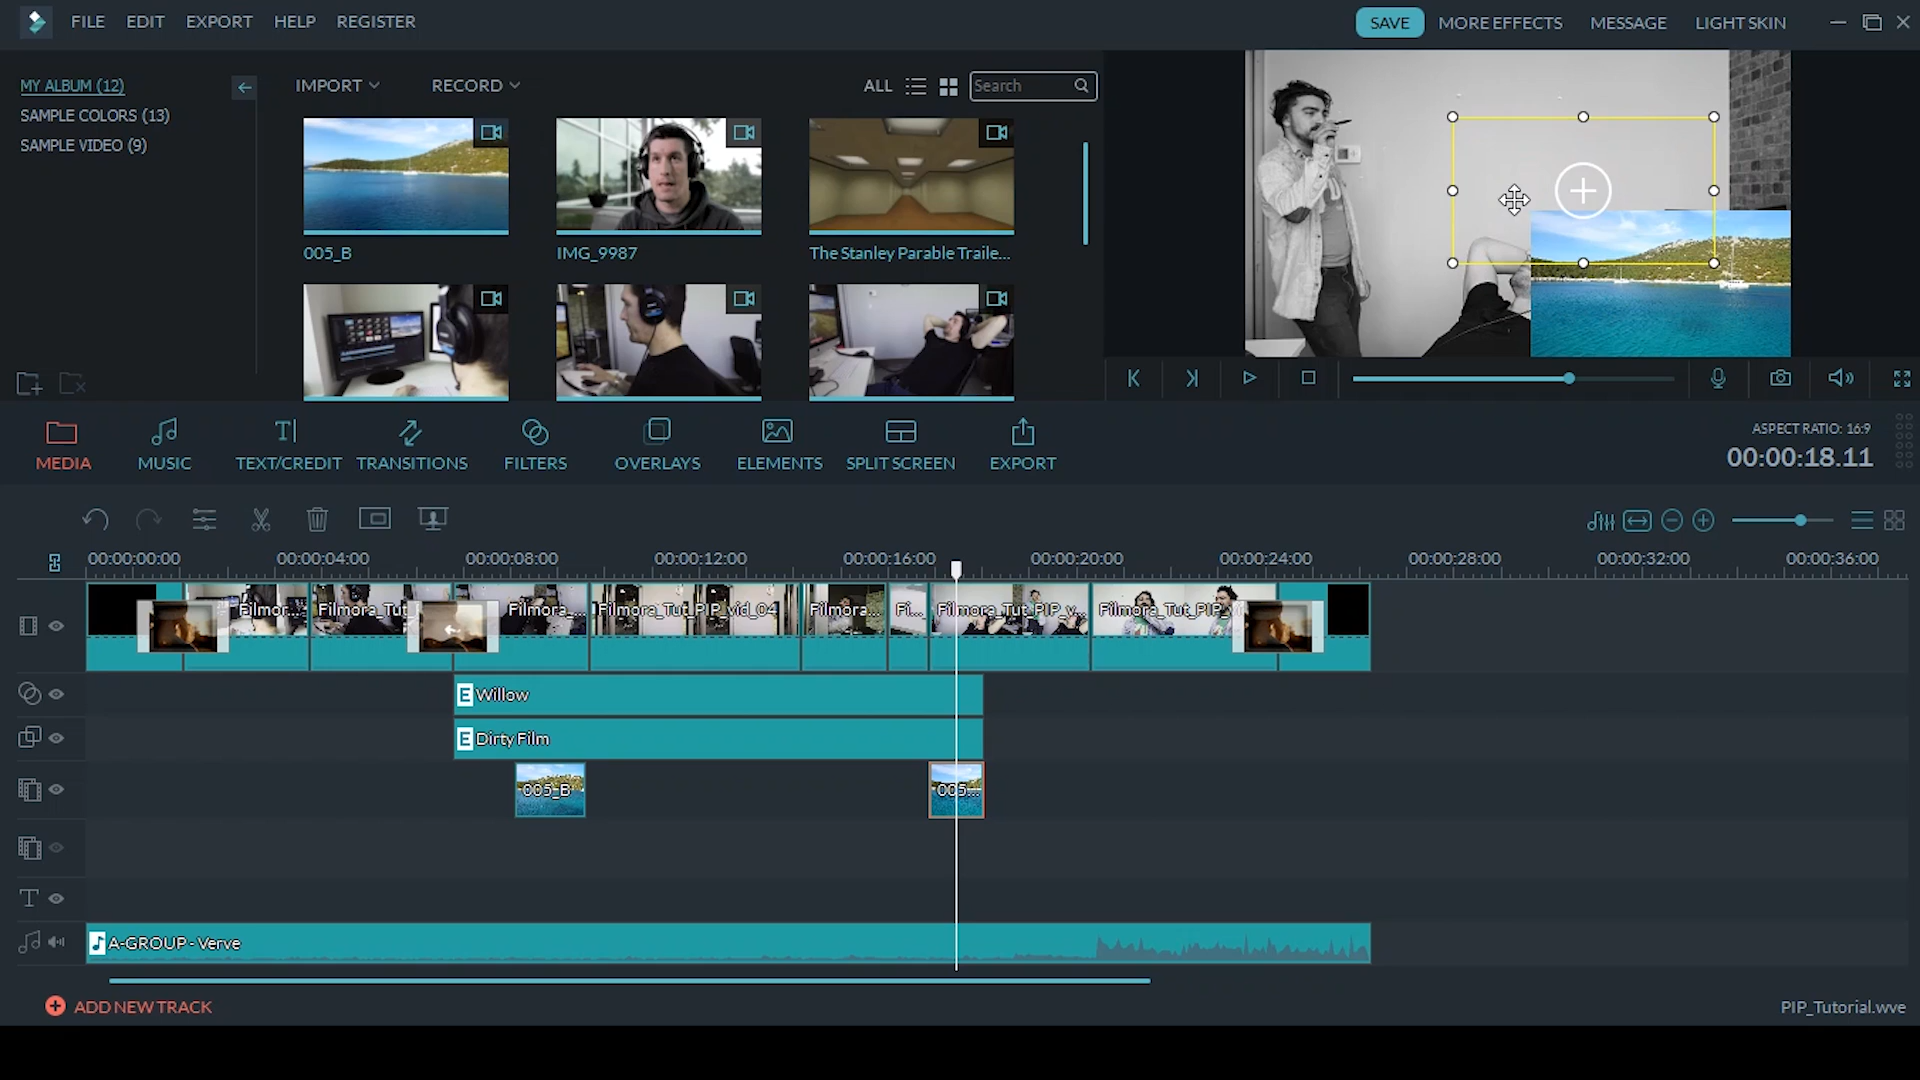 FILE EDIT EXPORT HELP REGISTER SAVE MORE EFFECTS MESSAGE LIGHT SKIN
MY ALBUM (12)
SAMPLE COLORS (13)
SAMPLE VIDEO (9)
IMPORT RECORD ALL Search
005_B IMG_9987 The Stanley Parable Traile...
MEDIA MUSIC TEXT/CREDIT TRANSITIONS FILTERS OVERLAYS ELEMENTS SPLIT SCREEN EXPORT
ASPECT RATIO: 16:9
00:00:18.11
00:00:00:00 00:00:04:00 00:00:08:00 00:00:12:00 00:00:16:00 00:00:20:00 00:00:24:00 00:00:28:00 00:00:32:00 00:00:36:00
Filmor... Filmora_Tut Filmora_... Filmora_Tut_PIP_vid_04 Filmora... Fi... Filmora_Tut_PIP_v... Filmora_Tut_PIP_v
E Willow
E Dirty Film
005_B 005...
A-GROUP - Verve
ADD NEW TRACK
PIP_Tutorial.wve